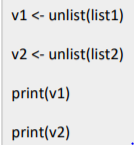 v1 <- unlist(list1)
v2 <- unlist(list2)
print(v1)
print(v2)